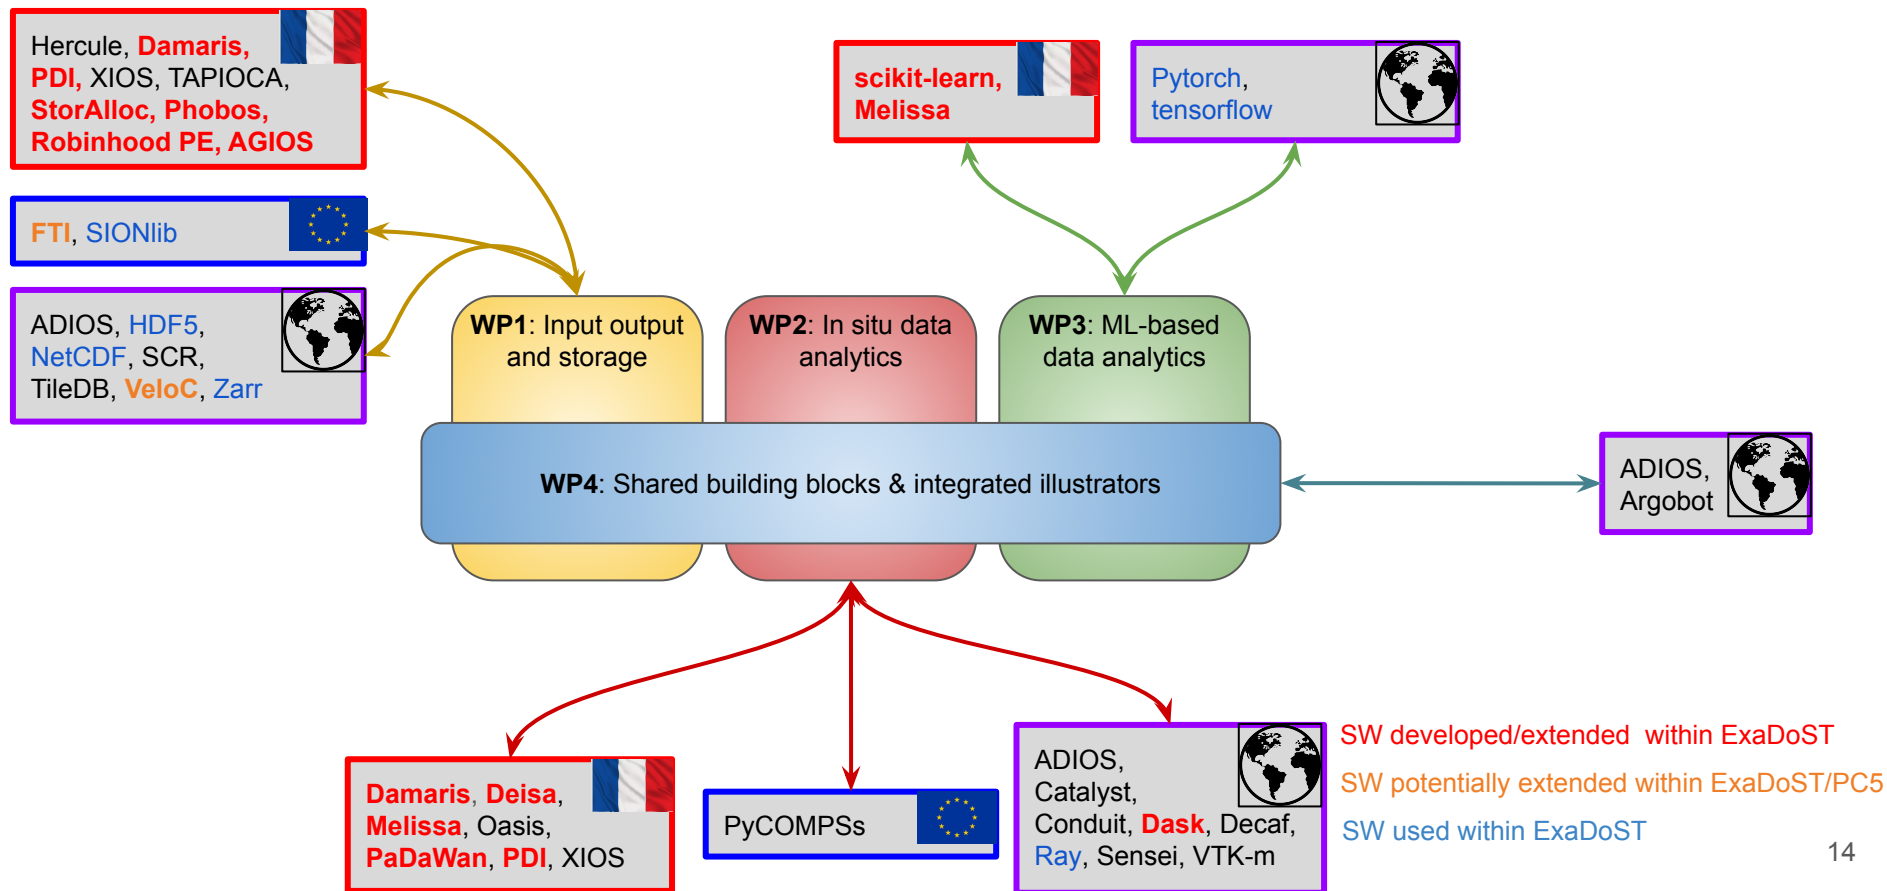 Hercule, Damaris,
PDI, XIOS, TAPIOCA,
StorAlloc, Phobos,
Robinhood PE, AGIOS
scikit-learn,
Melissa
Pytorch,
tensorflow
FTI, SIONlib
ADIOS, HDF5,
NetCDF, SCR,
TileDB, VeloC, Zarr
WP1: Input output
and storage
WP2: In situ data
analytics
WP3: ML-based
data analytics
WP4: Shared building blocks & integrated illustrators
ADIOS,
Argobot
Damaris, Deisa,
Melissa, Oasis,
PaDaWan, PDI, XIOS
PyCOMPSs
ADIOS,
Catalyst,
Conduit, Dask, Decaf,
Ray, Sensei, VTK-m
SW developed/extended within ExaDoST
SW potentially extended within ExaDoST/PC5
SW used within ExaDoST
14